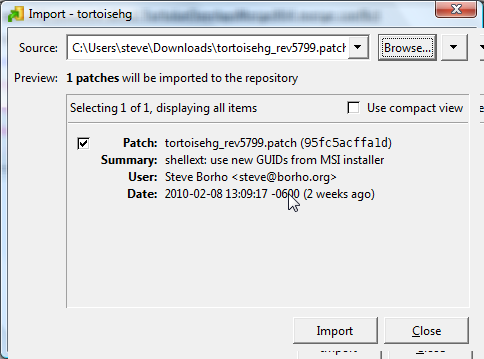 Import - tortoisehg
Source: C:\Users\steve\Downloads\tortoisehg_rev5799.patch Browse...
Preview: 1 patches will be imported to the repository
Selecting 1 of 1, displaying all items Use compact view
Patch: tortoisehg_rev5799.patch (95fc5acffa1d)
Summary: shellext: use new GUIDs from MSI installer
User: Steve Borho <steve@borho.org>
Date: 2010-02-08 13:09:17 -0600 (2 weeks ago)
Import Close